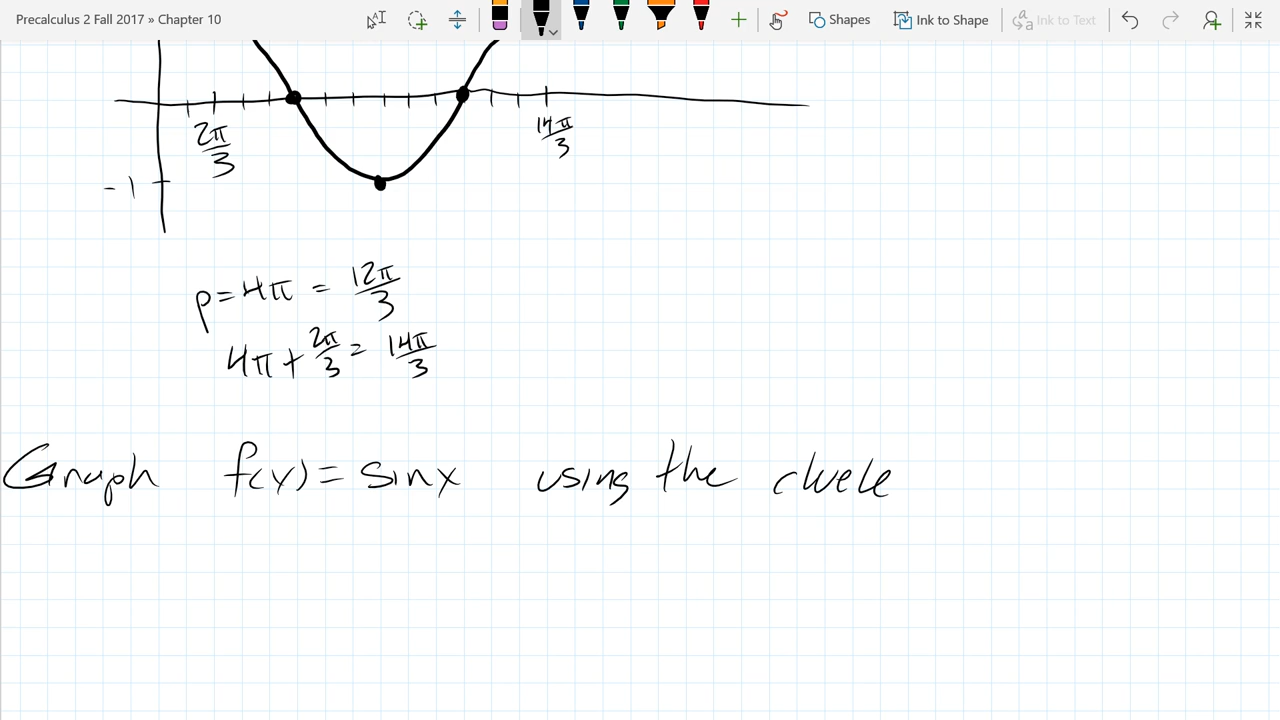 Precalculus 2 Fall 2017 » Chapter 10
Shapes
Ink to Shape
Ink to Text
2π/3
14π/3
-1
p = 4π = 12π/3
4π + 2π/3 = 14π/3
Graph f(x) = sin x using the circle